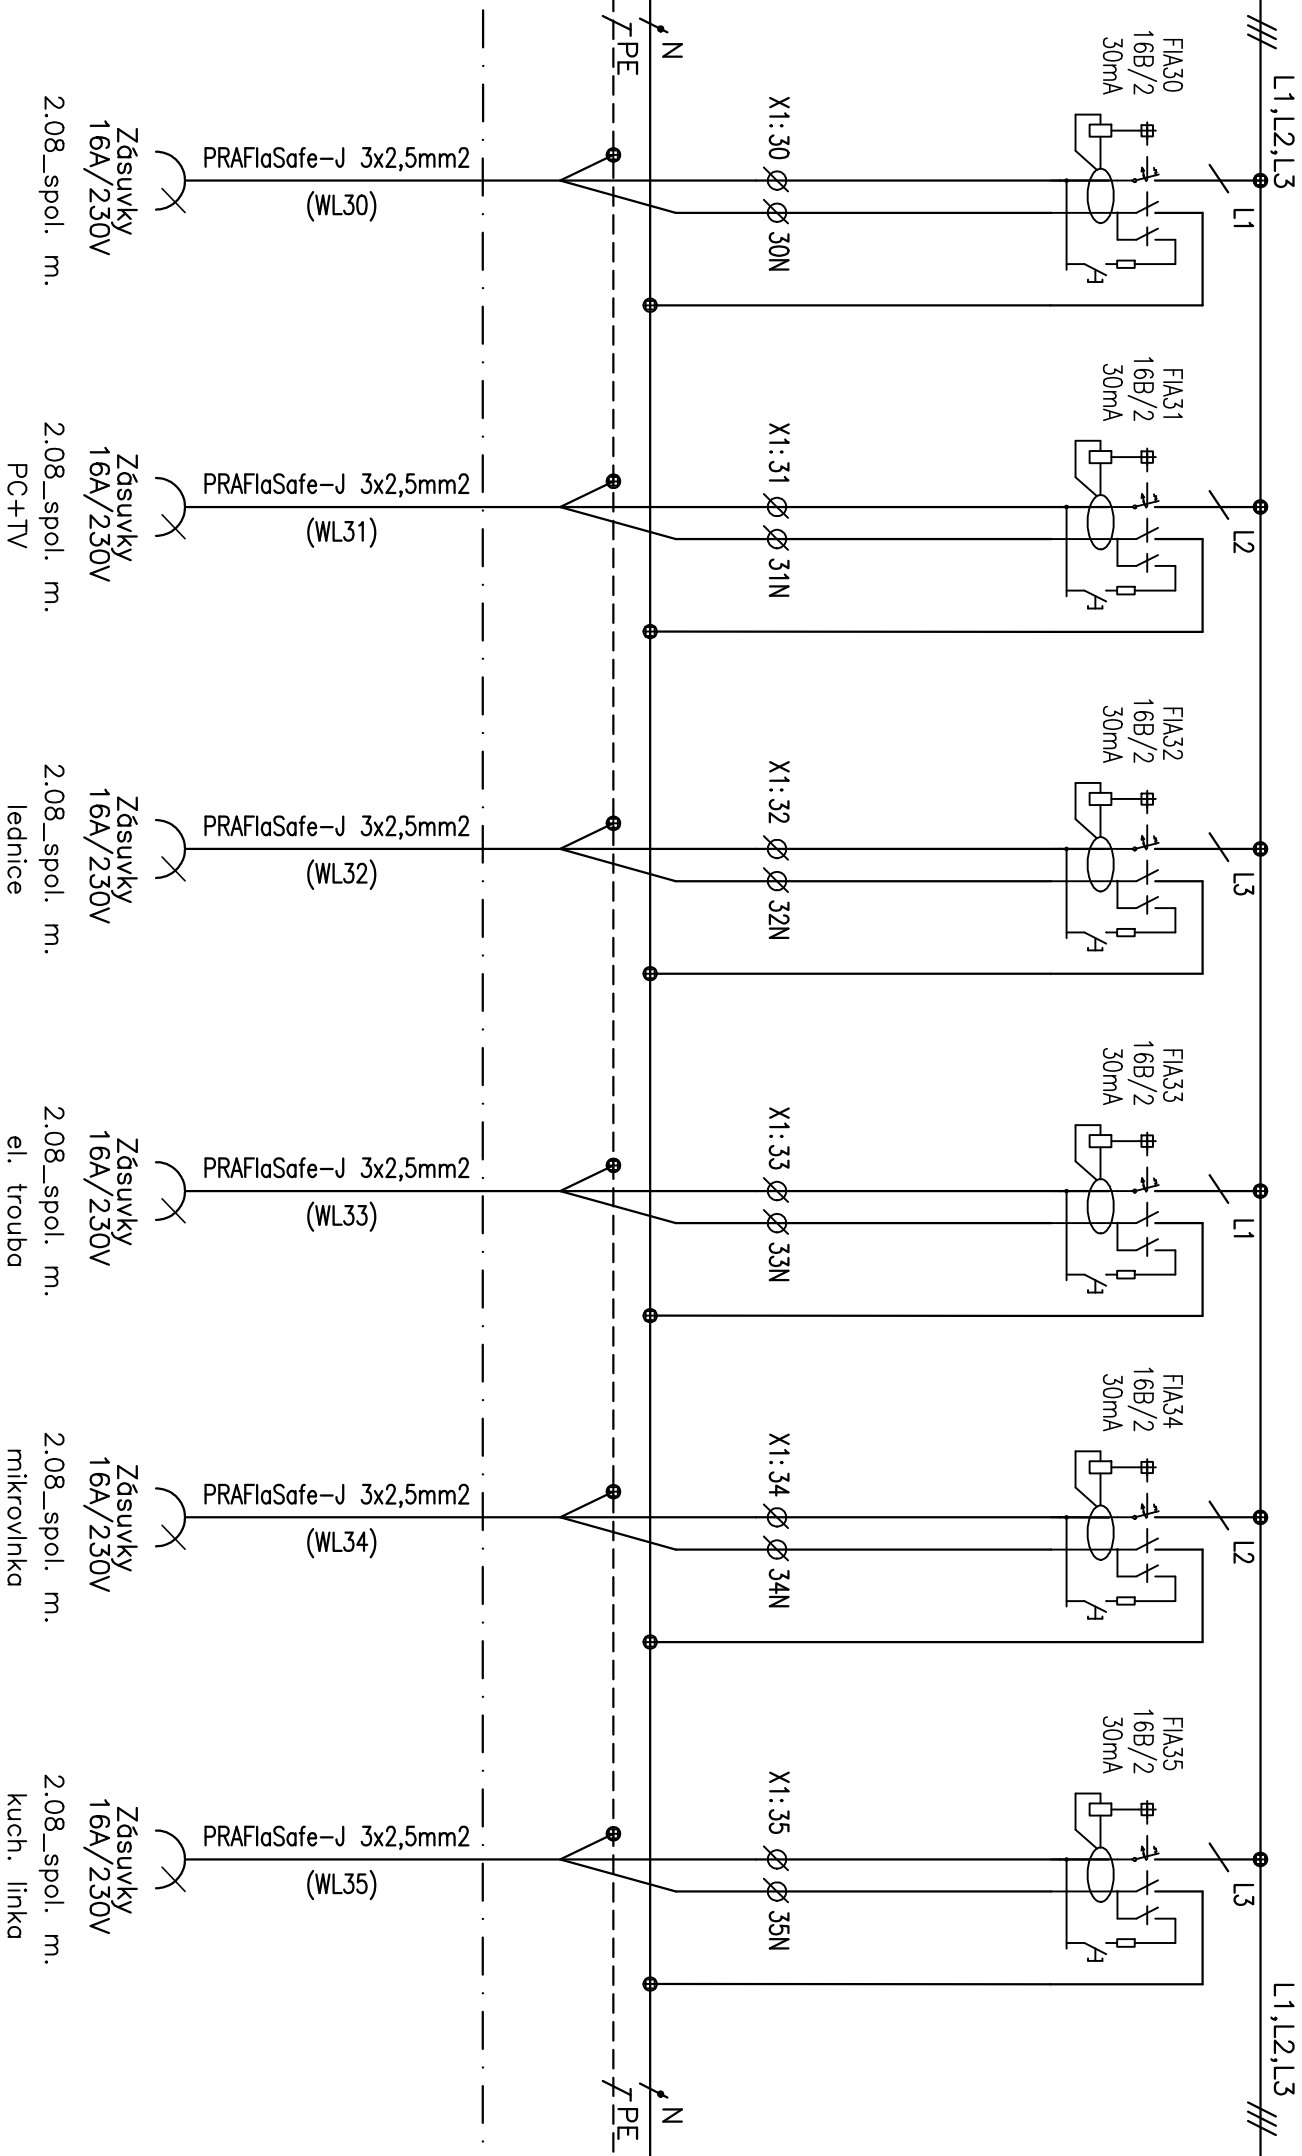 L1,L2,L3
L1,L2,L3
FIA30
16B/2
30mA
L1
X1:30
30N
PRAFlaSafe-J 3x2,5mm2
(WL30)
Zásuvky
16A/230V
2.08_spol. m.
FIA31
16B/2
30mA
L2
X1:31
31N
PRAFlaSafe-J 3x2,5mm2
(WL31)
Zásuvky
16A/230V
2.08_spol. m.
PC+TV
FIA32
16B/2
30mA
L3
X1:32
32N
PRAFlaSafe-J 3x2,5mm2
(WL32)
Zásuvky
16A/230V
2.08_spol. m.
lednice
FIA33
16B/2
30mA
L1
X1:33
33N
PRAFlaSafe-J 3x2,5mm2
(WL33)
Zásuvky
16A/230V
2.08_spol. m.
el. trouba
FIA34
16B/2
30mA
L2
X1:34
34N
PRAFlaSafe-J 3x2,5mm2
(WL34)
Zásuvky
16A/230V
2.08_spol. m.
mikrovlnka
FIA35
16B/2
30mA
L3
X1:35
35N
PRAFlaSafe-J 3x2,5mm2
(WL35)
Zásuvky
16A/230V
2.08_spol. m.
kuch. linka
N
PE
N
PE